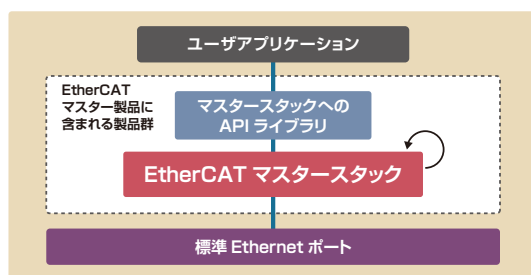 ユーザアプリケーション
EtherCAT
マスター製品に
含まれる製品群
マスタースタックへの
API ライブラリ
EtherCAT マスタースタック
標準 Ethernet ポート